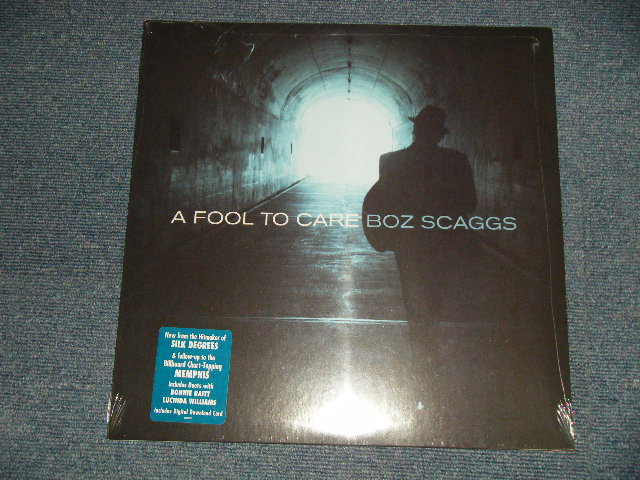 A FOOL TO CARE BOZ SCAGGS
New from the Hitmaker of
SILK DEGREES
& follow-up to the
Billboard Chart-Topping
MEMPHIS
Includes Duets with
BONNIE RAITT
LUCINDA WILLIAMS
Includes Digital Download Card